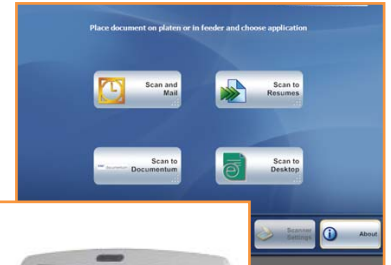 Place document on platen or in feeder and choose application
Scan and
Mail
Scan to
Resumes
Documentum
Scan to
Documentum
Scan to
Desktop
Scanner
Settings
About